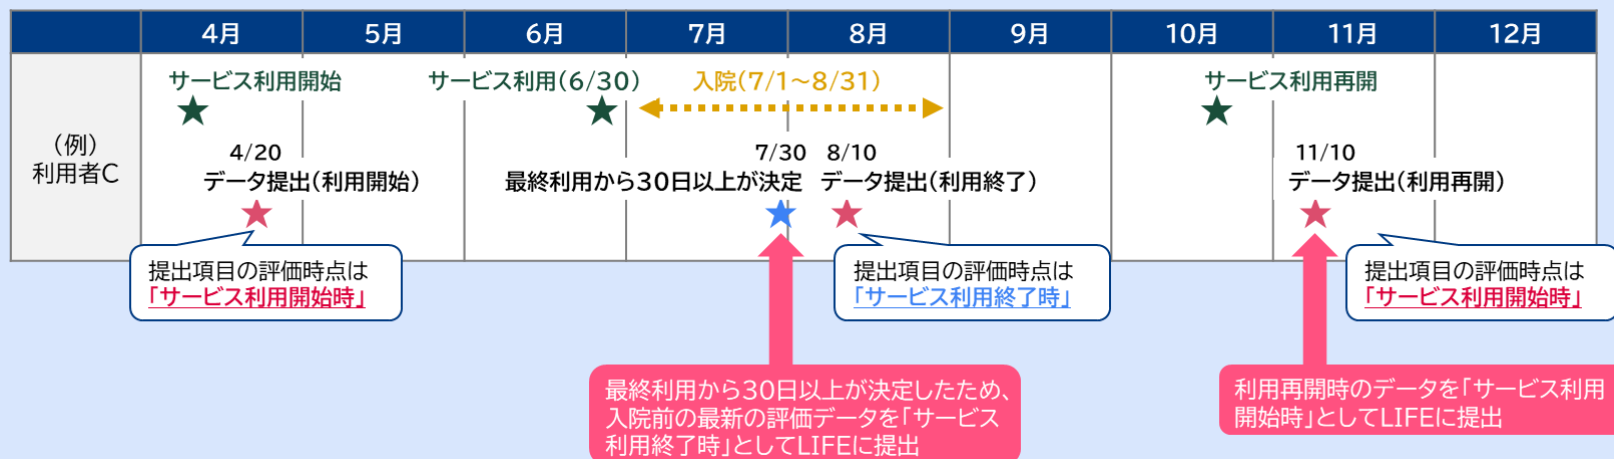 4月 5月 6月 7月 8月 9月 10月 11月 12月
(例)
利用者C
サービス利用開始
サービス利用(6/30)
入院(7/1~8/31)
サービス利用再開
4/20
データ提出(利用開始)
7/30
最終利用から30日以上が決定
8/10
データ提出(利用終了)
11/10
データ提出(利用再開)
提出項目の評価時点は
「サービス利用開始時」
提出項目の評価時点は
「サービス利用終了時」
提出項目の評価時点は
「サービス利用開始時」
最終利用から30日以上が決定したため、
入院前の最新の評価データを「サービス
利用終了時」としてLIFEに提出
利用再開時のデータを「サービス利用
開始時」としてLIFEに提出